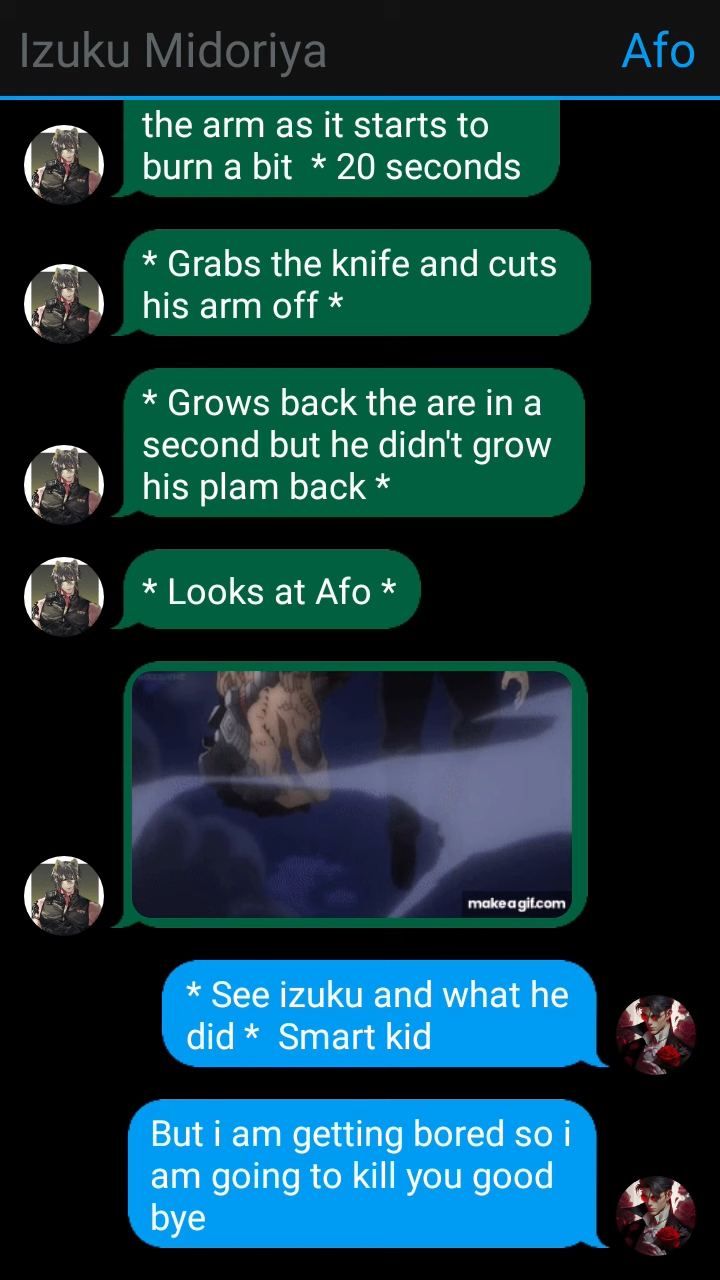 Izuku Midoriya
Afo
the arm as it starts to
burn a bit  * 20 seconds
* Grabs the knife and cuts
his arm off *
* Grows back the are in a
second but he didn't grow
his plam back *
* Looks at Afo *
makeagif.com
* See izuku and what he
did *  Smart kid
But i am getting bored so i
am going to kill you good
bye